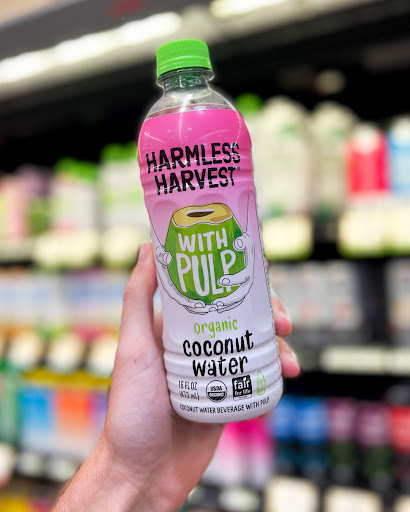 HARMLESS
HARVEST
WITH
PULP
organic
coconut
water
16 FL OZ
(473 mL)
USDA
ORGANIC
fair
for life
COCONUT WATER BEVERAGE WITH PULP